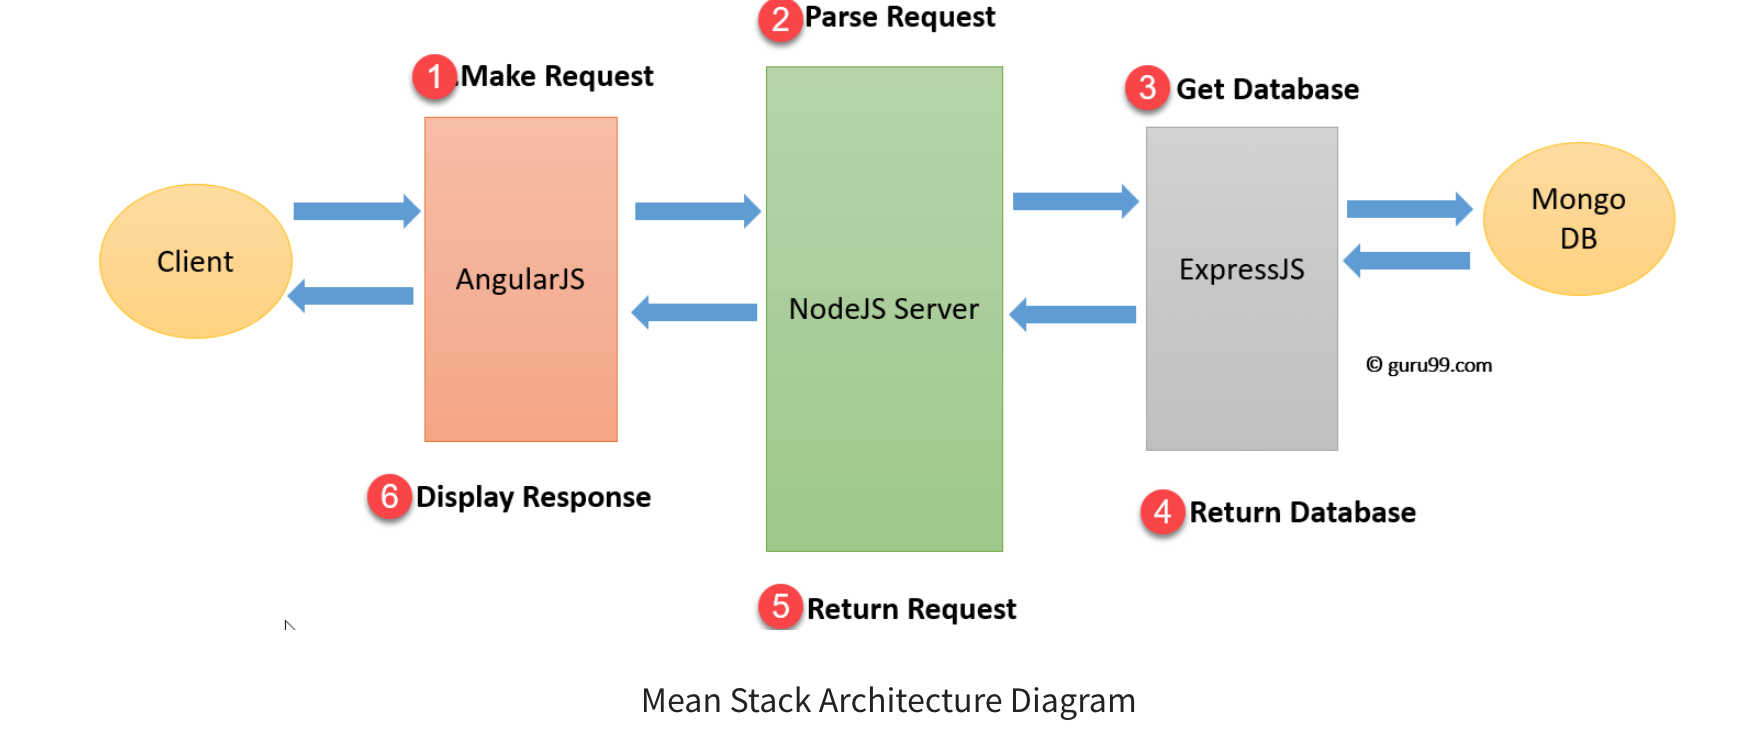 2 Parse Request
1 .Make Request
3 Get Database
Client
AngularJS
NodeJS Server
ExpressJS
Mongo
DB
© guru99.com
6 Display Response
4 Return Database
5 Return Request
Mean Stack Architecture Diagram